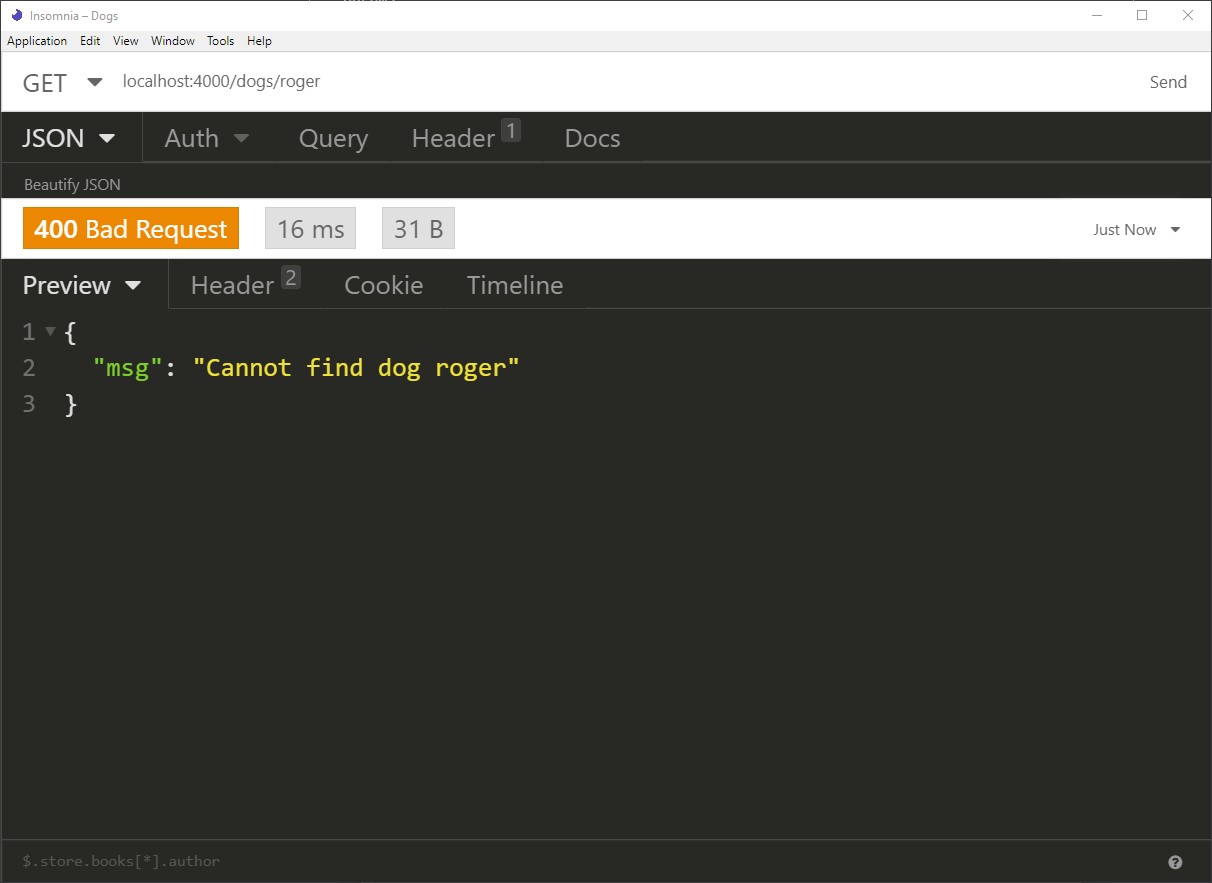 Insomnia – Dogs
Application Edit View Window Tools Help
GET localhost:4000/dogs/roger Send
JSON Auth Query Header 1 Docs
Beautify JSON
400 Bad Request 16 ms 31 B Just Now
Preview Header 2 Cookie Timeline
1 {
2 "msg": "Cannot find dog roger"
3 }
$.store.books[*].author ?